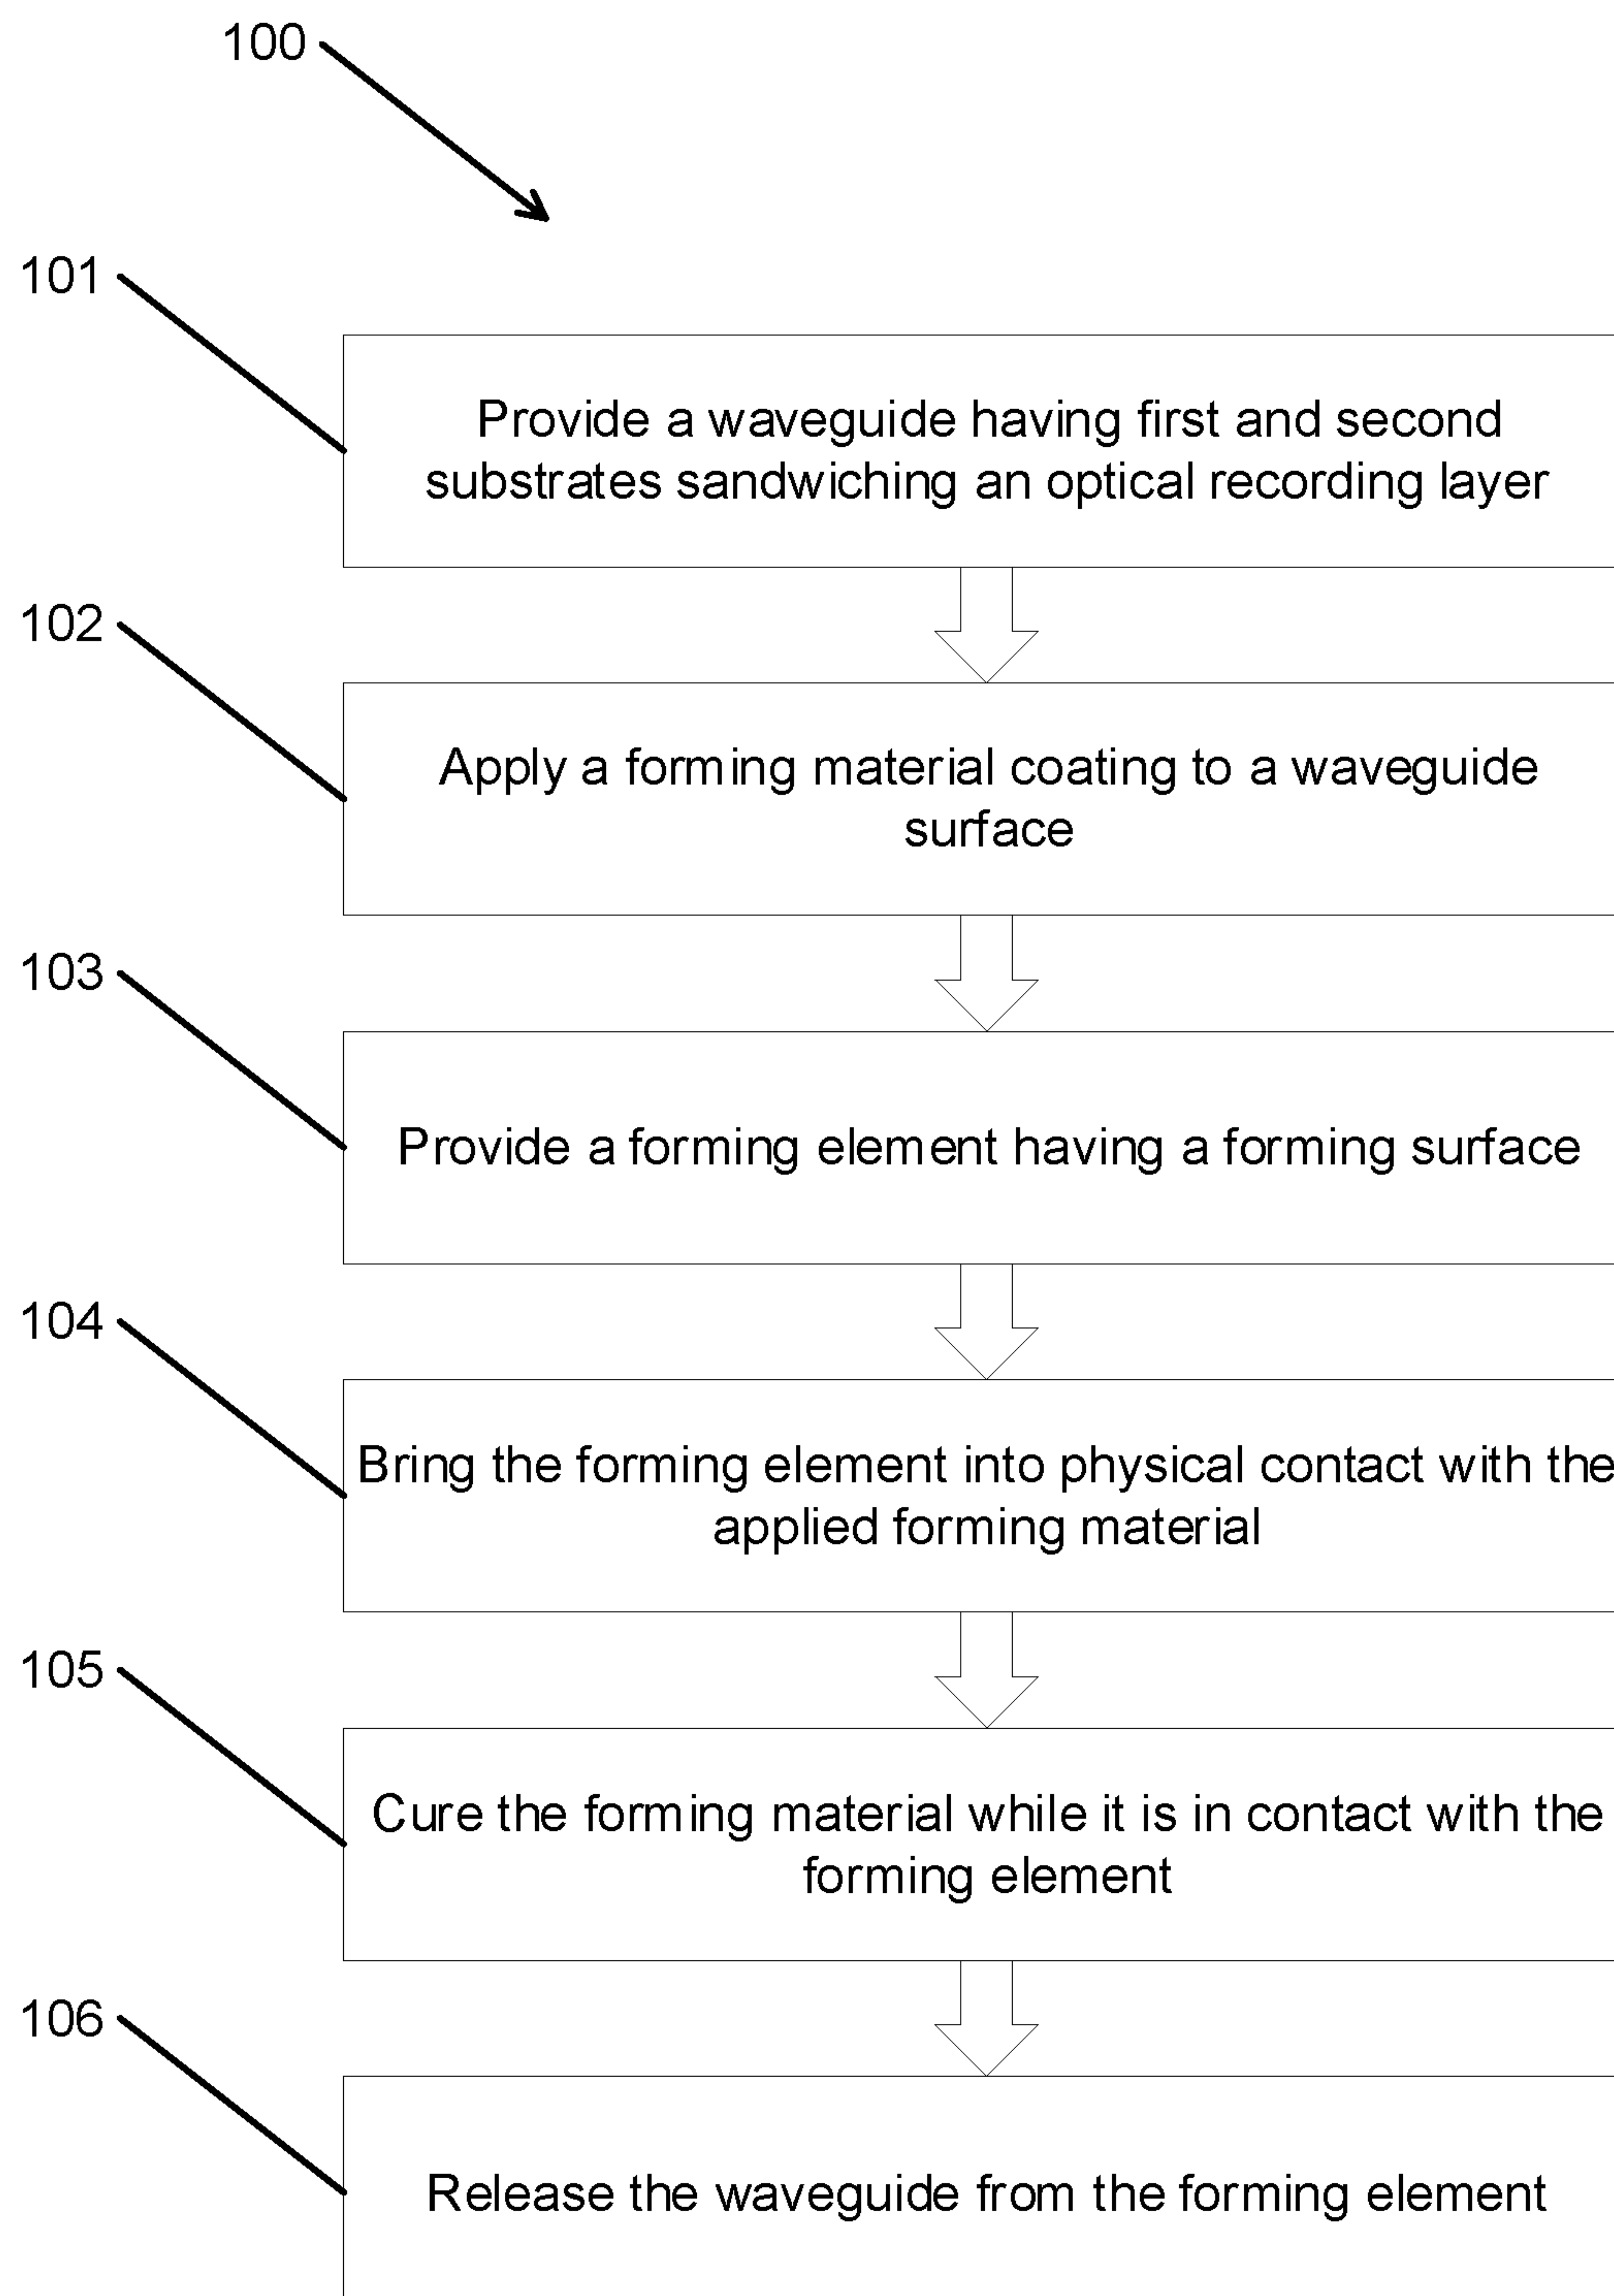 100
101
Provide a waveguide having first and second
substrates sandwiching an optical recording layer
102
Apply a forming material coating to a waveguide
surface
103
Provide a forming element having a forming surface
104
Bring the forming element into physical contact with the
applied forming material
105
Cure the forming material while it is in contact with the
forming element
106
Release the waveguide from the forming element